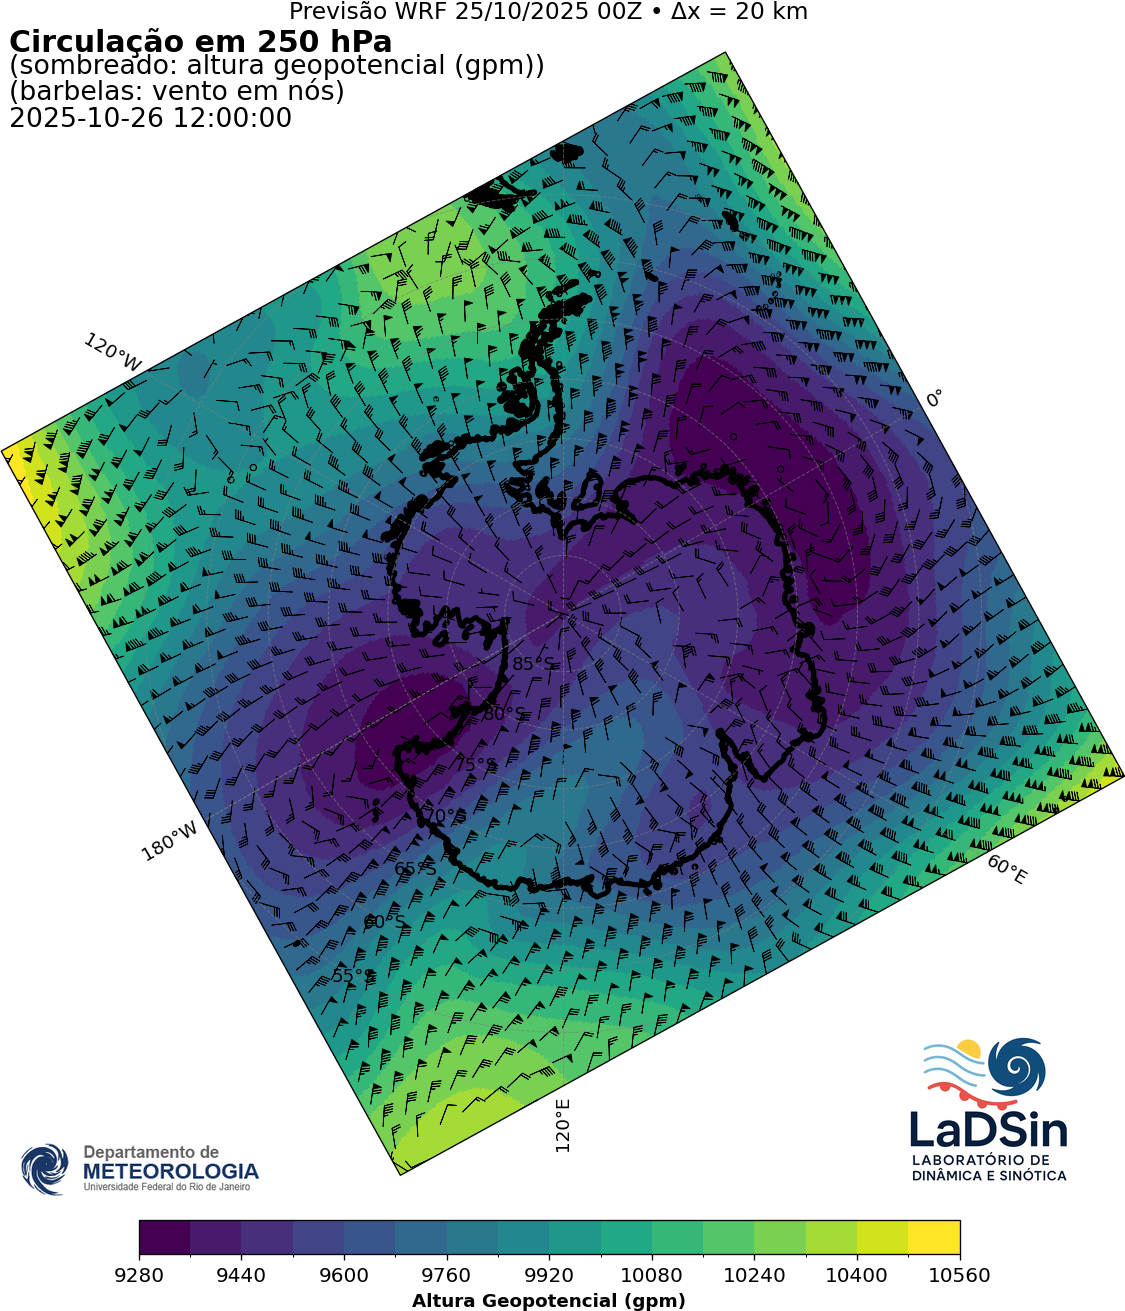 Previsão WRF 25/10/2025 00Z • Δx = 20 km
Circulação em 250 hPa
(sombreado: altura geopotencial (gpm))
(barbelas: vento em nós)
2025-10-26 12:00:00
120°W
0°
85°S
80°S
75°S
70°S
180°W
65°S
60°E
60°S
55°S
120°E
LaDSin
LABORATÓRIO DE
DINÂMICA E SINÓTICA
Departamento de
METEOROLOGIA
Universidade Federal do Rio de Janeiro
9280 9440 9600 9760 9920 10080 10240 10400 10560
Altura Geopotencial (gpm)